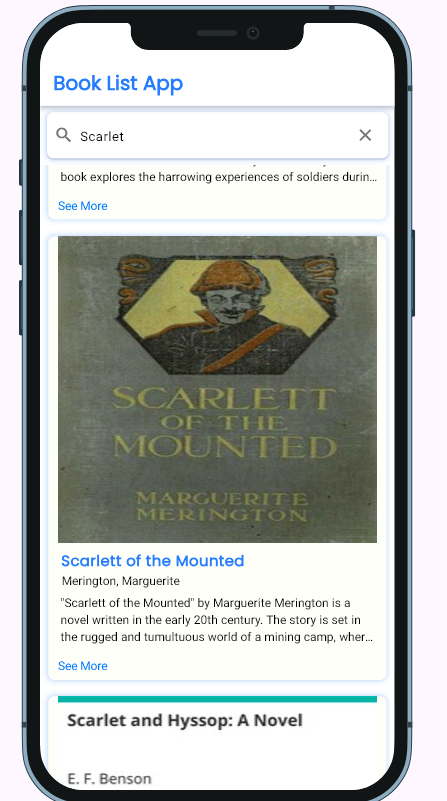 Book List App
Scarlet
book explores the harrowing experiences of soldiers durin...
See More
SCARLETT
OF THE
MOUNTED
MARGUERITE
MERINGTON
Scarlett of the Mounted
Merington, Marguerite
"Scarlett of the Mounted" by Marguerite Merington is a
novel written in the early 20th century. The story is set in
the rugged and tumultuous world of a mining camp, wher...
See More
Scarlet and Hyssop: A Novel
E. F. Benson